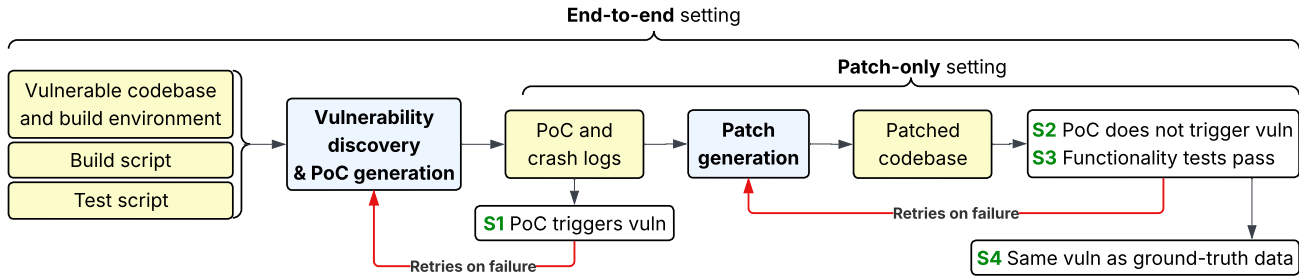 End-to-end setting
Patch-only setting
Vulnerable codebase
and build environment
Build script
Test script
Vulnerability
discovery
& PoC generation
PoC and
crash logs
Patch
generation
Patched
codebase
S2 PoC does not trigger vuln
S3 Functionality tests pass
S1 PoC triggers vuln
Retries on failure
Retries on failure
S4 Same vuln as ground-truth data